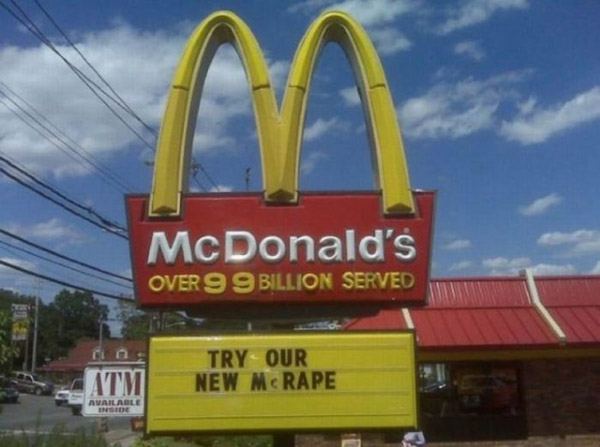 McDonald's
OVER 99 BILLION SERVED
TRY OUR
NEW McRAPE
ATM
AVAILABLE
INSIDE